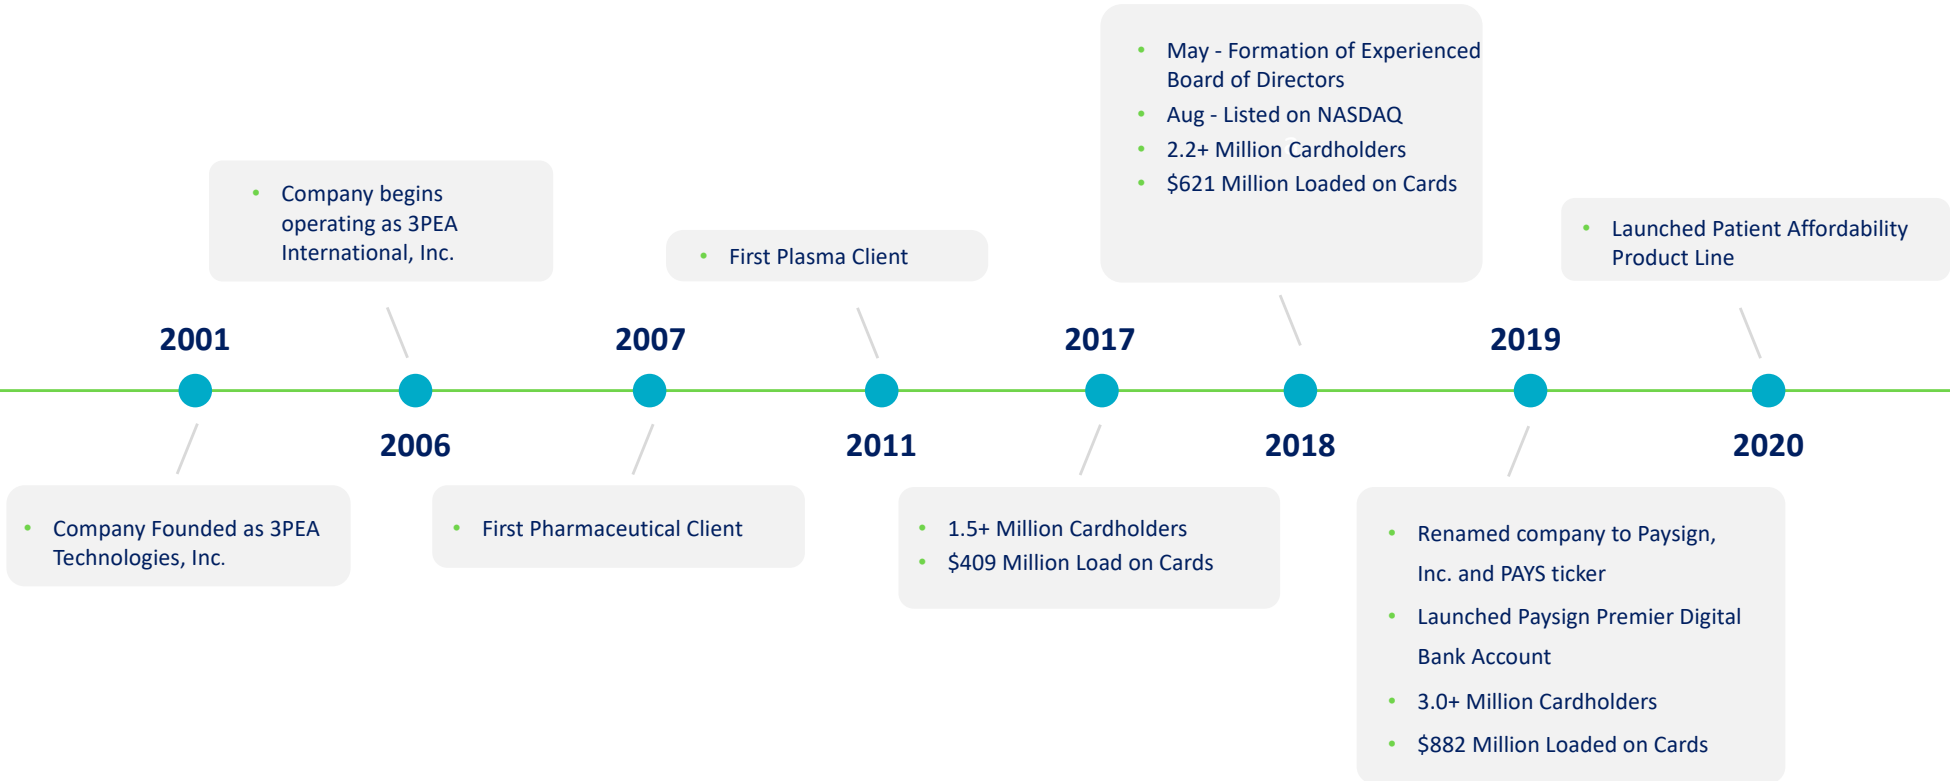 • May - Formation of Experienced
Board of Directors
• Aug - Listed on NASDAQ
• 2.2+ Million Cardholders
• $621 Million Loaded on Cards
• Company begins
operating as 3PEA
International, Inc.
• First Plasma Client
• Launched Patient Affordability
Product Line
2001
2007
2017
2019
2006
2011
2018
2020
• Company Founded as 3PEA
Technologies, Inc.
• First Pharmaceutical Client
• 1.5+ Million Cardholders
• $409 Million Load on Cards
• Renamed company to Paysign,
Inc. and PAYS ticker
• Launched Paysign Premier Digital
Bank Account
• 3.0+ Million Cardholders
• $882 Million Loaded on Cards